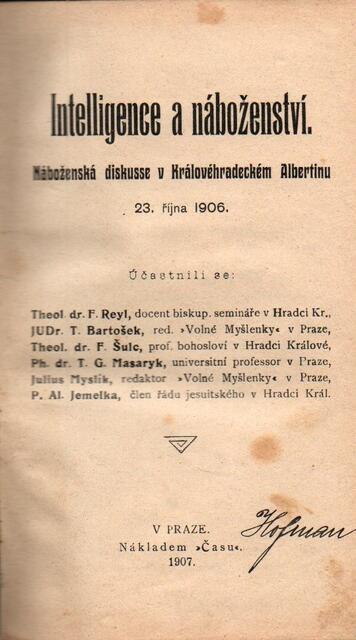 Intelligence a náboženství.
Náboženská diskusse v Královéhradeckém Albertinu
23. října 1906.
Účastnili se:
Theol. dr. F. Reyl, docent biskup. semináře v Hradci Kr.,
JUDr. T. Bartošek, red. »Volné Myšlenky« v Praze,
Theol. dr. F. Šulc, prof. bohosloví v Hradci Králové,
Ph. dr. T. G. Masaryk, universitní professor v Praze,
Julius Myslík, redaktor »Volné Myšlenky« v Praze,
P. Al. Jemelka, člen řádu jesuitského v Hradci Král.
V PRAZE.
Nákladem »Času«.
1907.
Hofman